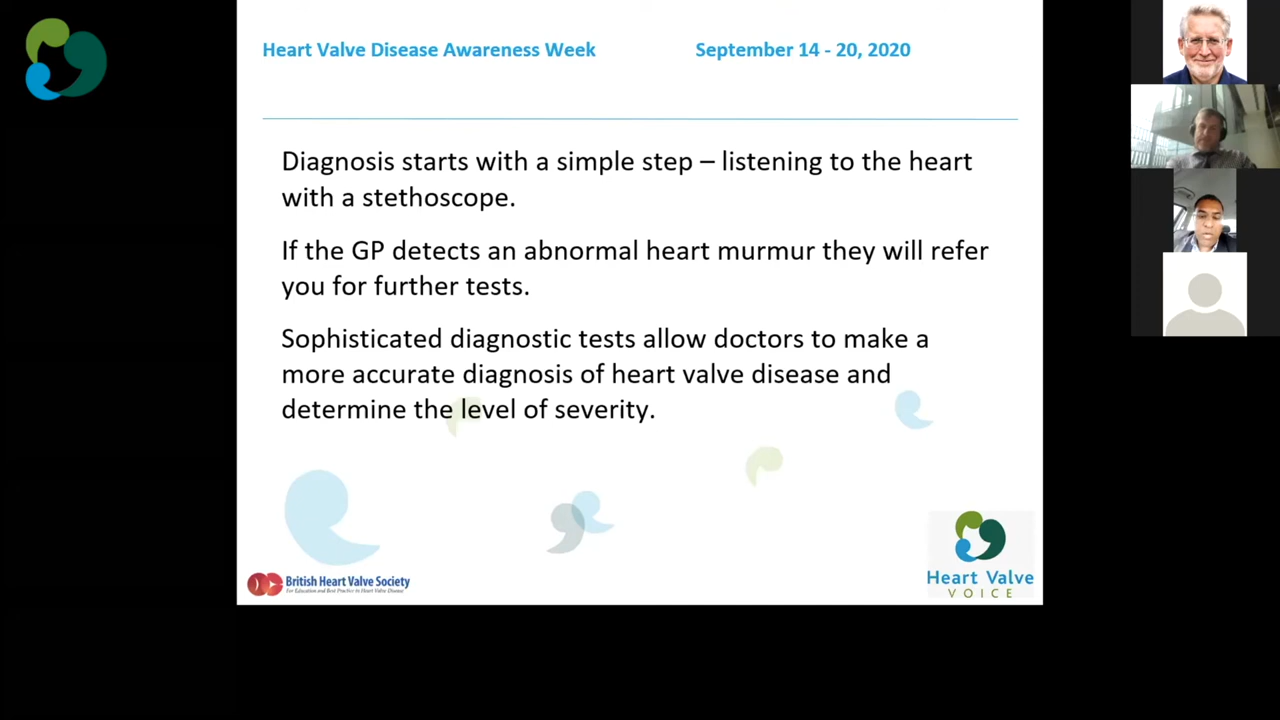 Heart Valve Disease Awareness Week September 14 - 20, 2020
Diagnosis starts with a simple step – listening to the heart
with a stethoscope.
If the GP detects an abnormal heart murmur they will refer
you for further tests.
Sophisticated diagnostic tests allow doctors to make a
more accurate diagnosis of heart valve disease and
determine the level of severity.
British Heart Valve Society
For Education and Best Practice in Heart Valve Disease
Heart Valve
VOICE